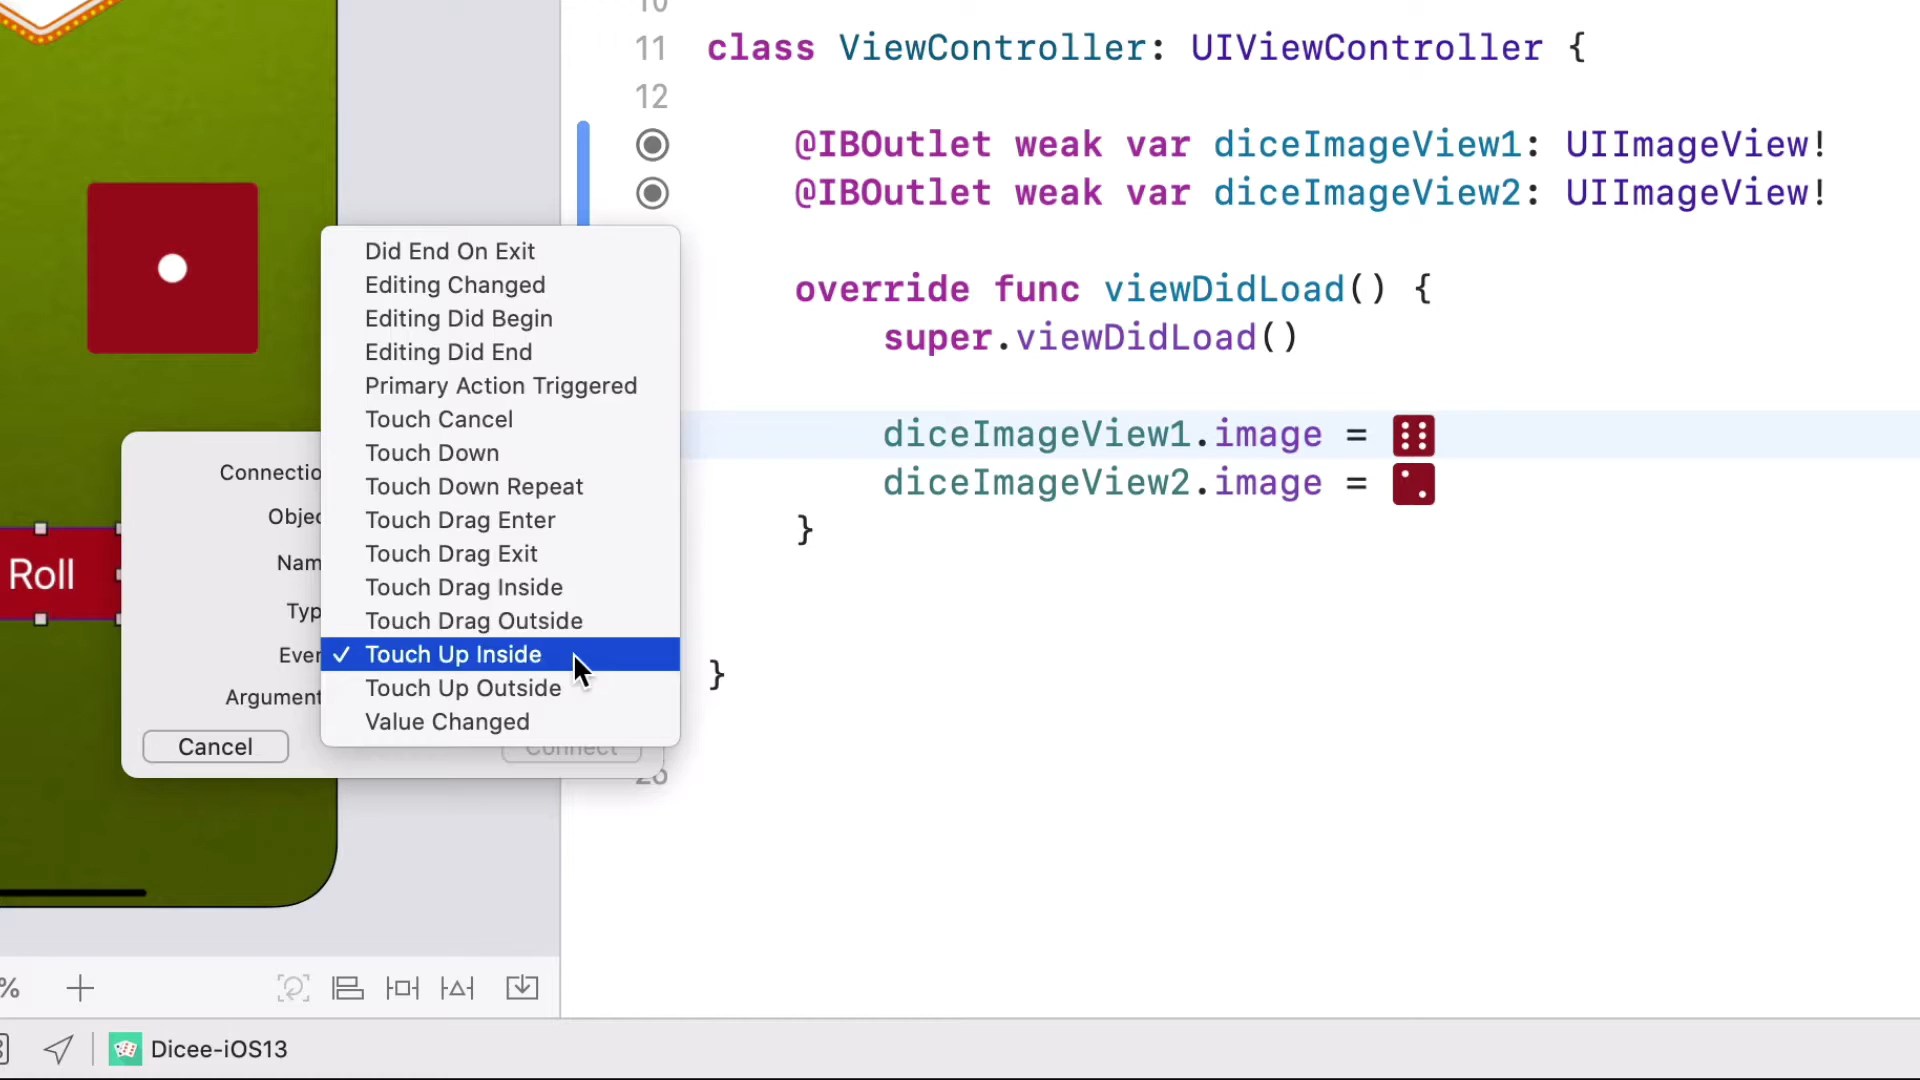 10
11 class ViewController: UIViewController {
12
@IBOutlet weak var diceImageView1: UIImageView!
@IBOutlet weak var diceImageView2: UIImageView!
override func viewDidLoad() {
super.viewDidLoad()
diceImageView1.image =
diceImageView2.image =
}
}
Did End On Exit
Editing Changed
Editing Did Begin
Editing Did End
Primary Action Triggered
Touch Cancel
Touch Down
Touch Down Repeat
Touch Drag Enter
Touch Drag Exit
Touch Drag Inside
Touch Drag Outside
✓ Touch Up Inside
Touch Up Outside
Value Changed
Connectio
Objec
Nam
Typ
Even
Argument
Cancel
Connect
Roll
%
Dicee-iOS13